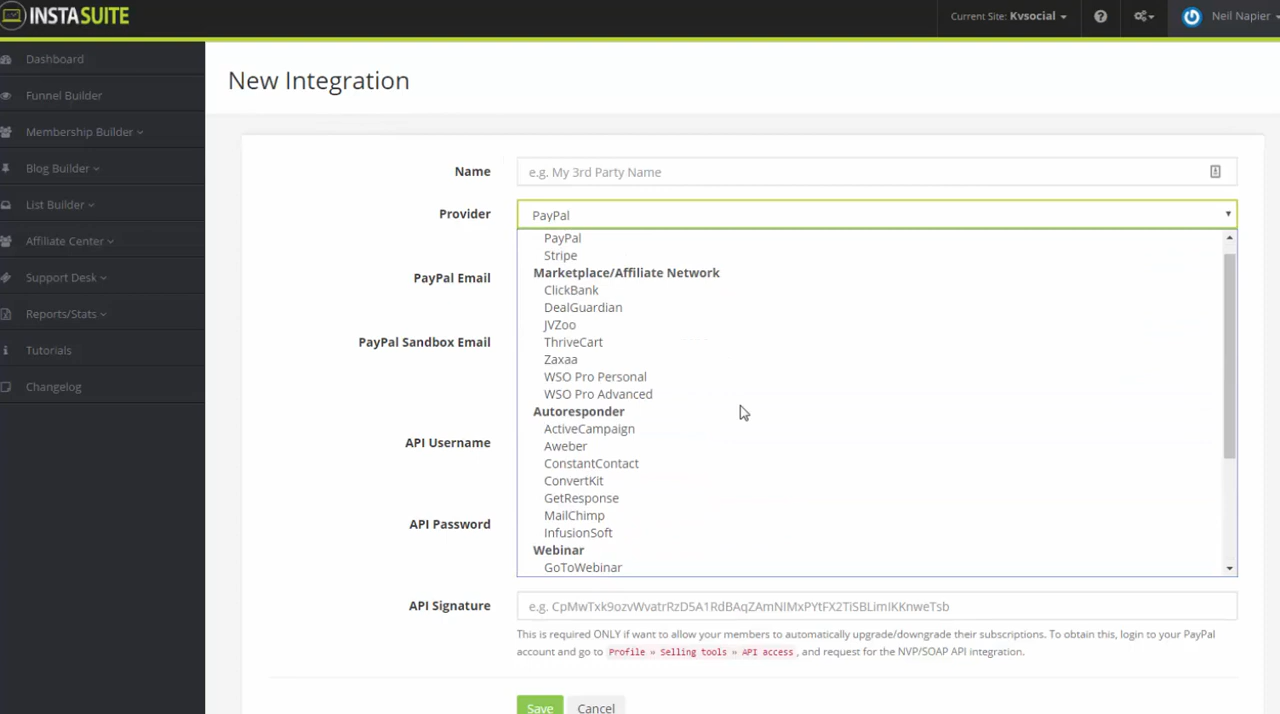 INSTASUITE
Current Site: Kvsocial
Neil Napier
Dashboard
Funnel Builder
Membership Builder
Blog Builder
List Builder
Affiliate Center
Support Desk
Reports/Stats
Tutorials
Changelog
New Integration
Name
e.g. My 3rd Party Name
Provider
PayPal
PayPal
Stripe
Marketplace/Affiliate Network
ClickBank
DealGuardian
JVZoo
ThriveCart
Zaxaa
WSO Pro Personal
WSO Pro Advanced
Autoresponder
ActiveCampaign
Aweber
ConstantContact
ConvertKit
GetResponse
MailChimp
InfusionSoft
Webinar
GoToWebinar
PayPal Email
PayPal Sandbox Email
API Username
API Password
API Signature
e.g. CpMwTxk9ozvWvatrRzD5A1RdBAqZAmNIMxPYtFX2TiSBLimIKKnweTsb
This is required ONLY if want to allow your members to automatically upgrade/downgrade their subscriptions. To obtain this, login to your PayPal
account and go to Profile » Selling tools » API access, and request for the NVP/SOAP API integration.
Save Cancel